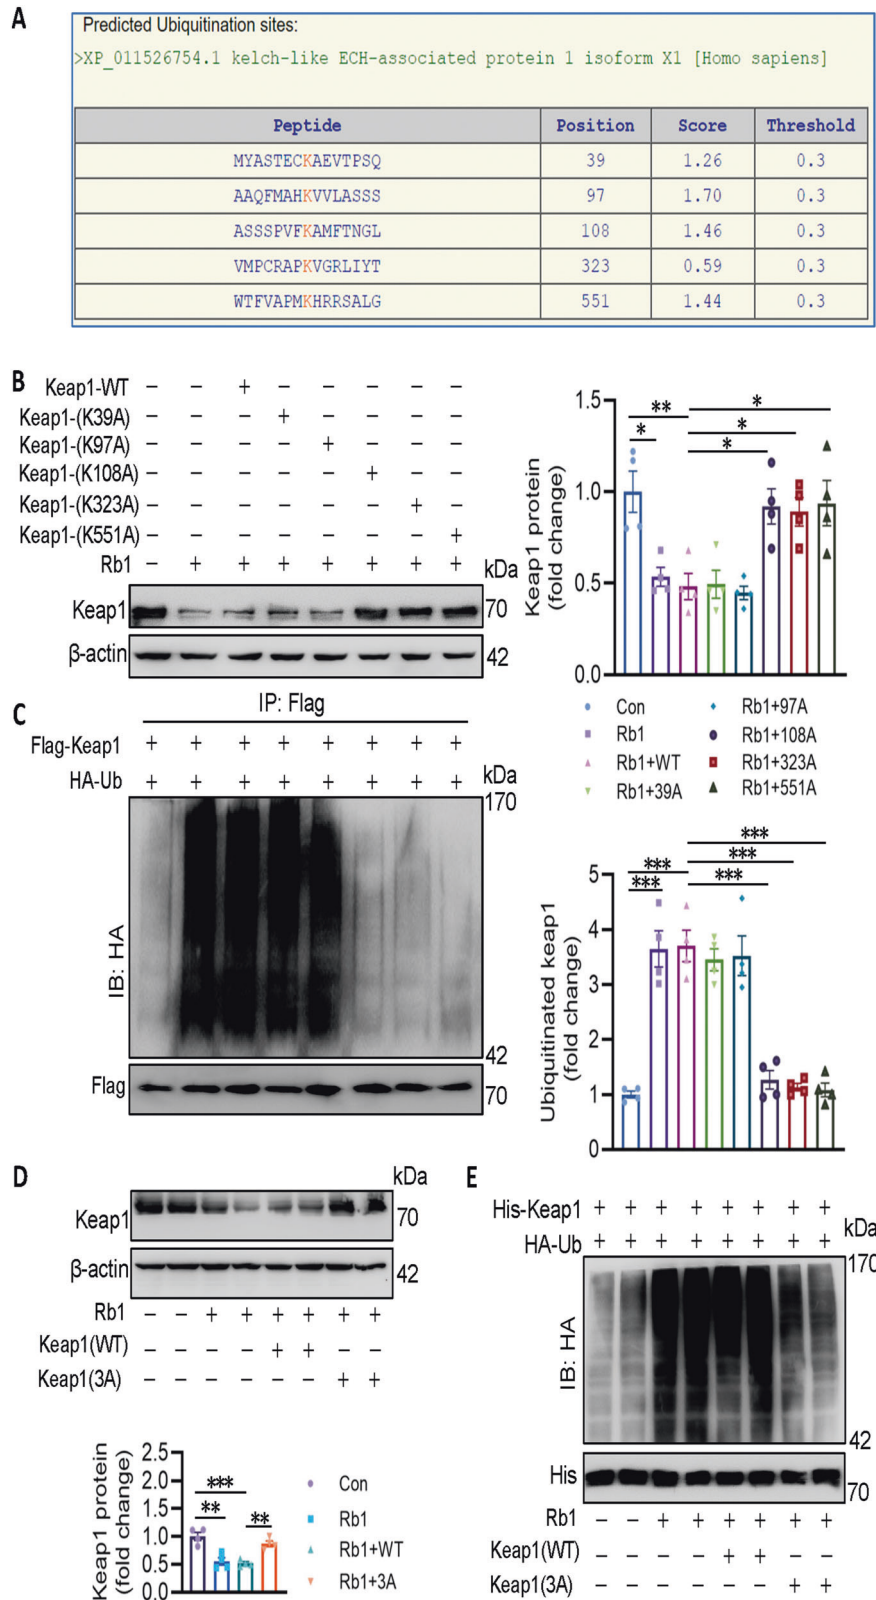 A
Predicted Ubiquitination sites:
>XP_011526754.1 kelch-like ECH-associated protein 1 isoform X1 [Homo sapiens]
Peptide Position Score Threshold
MYASTECKAEVTPSQ 39 1.26 0.3
AAQFMAHKVVLASSS 97 1.70 0.3
ASSSPVFKAMFTNGL 108 1.46 0.3
VMPCRAPKVGRLIYT 323 0.59 0.3
WTFVAPMKHRRSALG 551 1.44 0.3
B
Keap1-WT – – + – – – – –
Keap1-(K39A) – – – + – – – –
Keap1-(K97A) – – – – + – – –
Keap1-(K108A) – – – – – + – –
Keap1-(K323A) – – – – – – + –
Keap1-(K551A) – – – – – – – +
Rb1 – + + + + + + +
kDa
Keap1 70
β-actin 42
Keap1 protein
(fold change)
1.5
1.0
0.5
0.0
* ** * * *
Con
Rb1
Rb1+WT
Rb1+39A
Rb1+97A
Rb1+108A
Rb1+323A
Rb1+551A
C
IP: Flag
Flag-Keap1 + + + + + + + +
HA-Ub + + + + + + + +
kDa
170
IB: HA
42
Flag 70
Ubiquitinated keap1
(fold change)
5
4
3
2
1
0
*** *** *** *** ***
D
kDa
Keap1 70
β-actin 42
Rb1 – – + + + + + +
Keap1(WT) – – – – + + – –
Keap1(3A) – – – – – – + +
Keap1 protein
(fold change)
2.5
2.0
1.5
1.0
0.5
0.0
*** ** **
Con
Rb1
Rb1+WT
Rb1+3A
E
His-Keap1 + + + + + + + +
HA-Ub + + + + + + + +
kDa
170
IB: HA
42
His 70
Rb1 – – + + + + + +
Keap1(WT) – – – – + + – –
Keap1(3A) – – – – – – + +